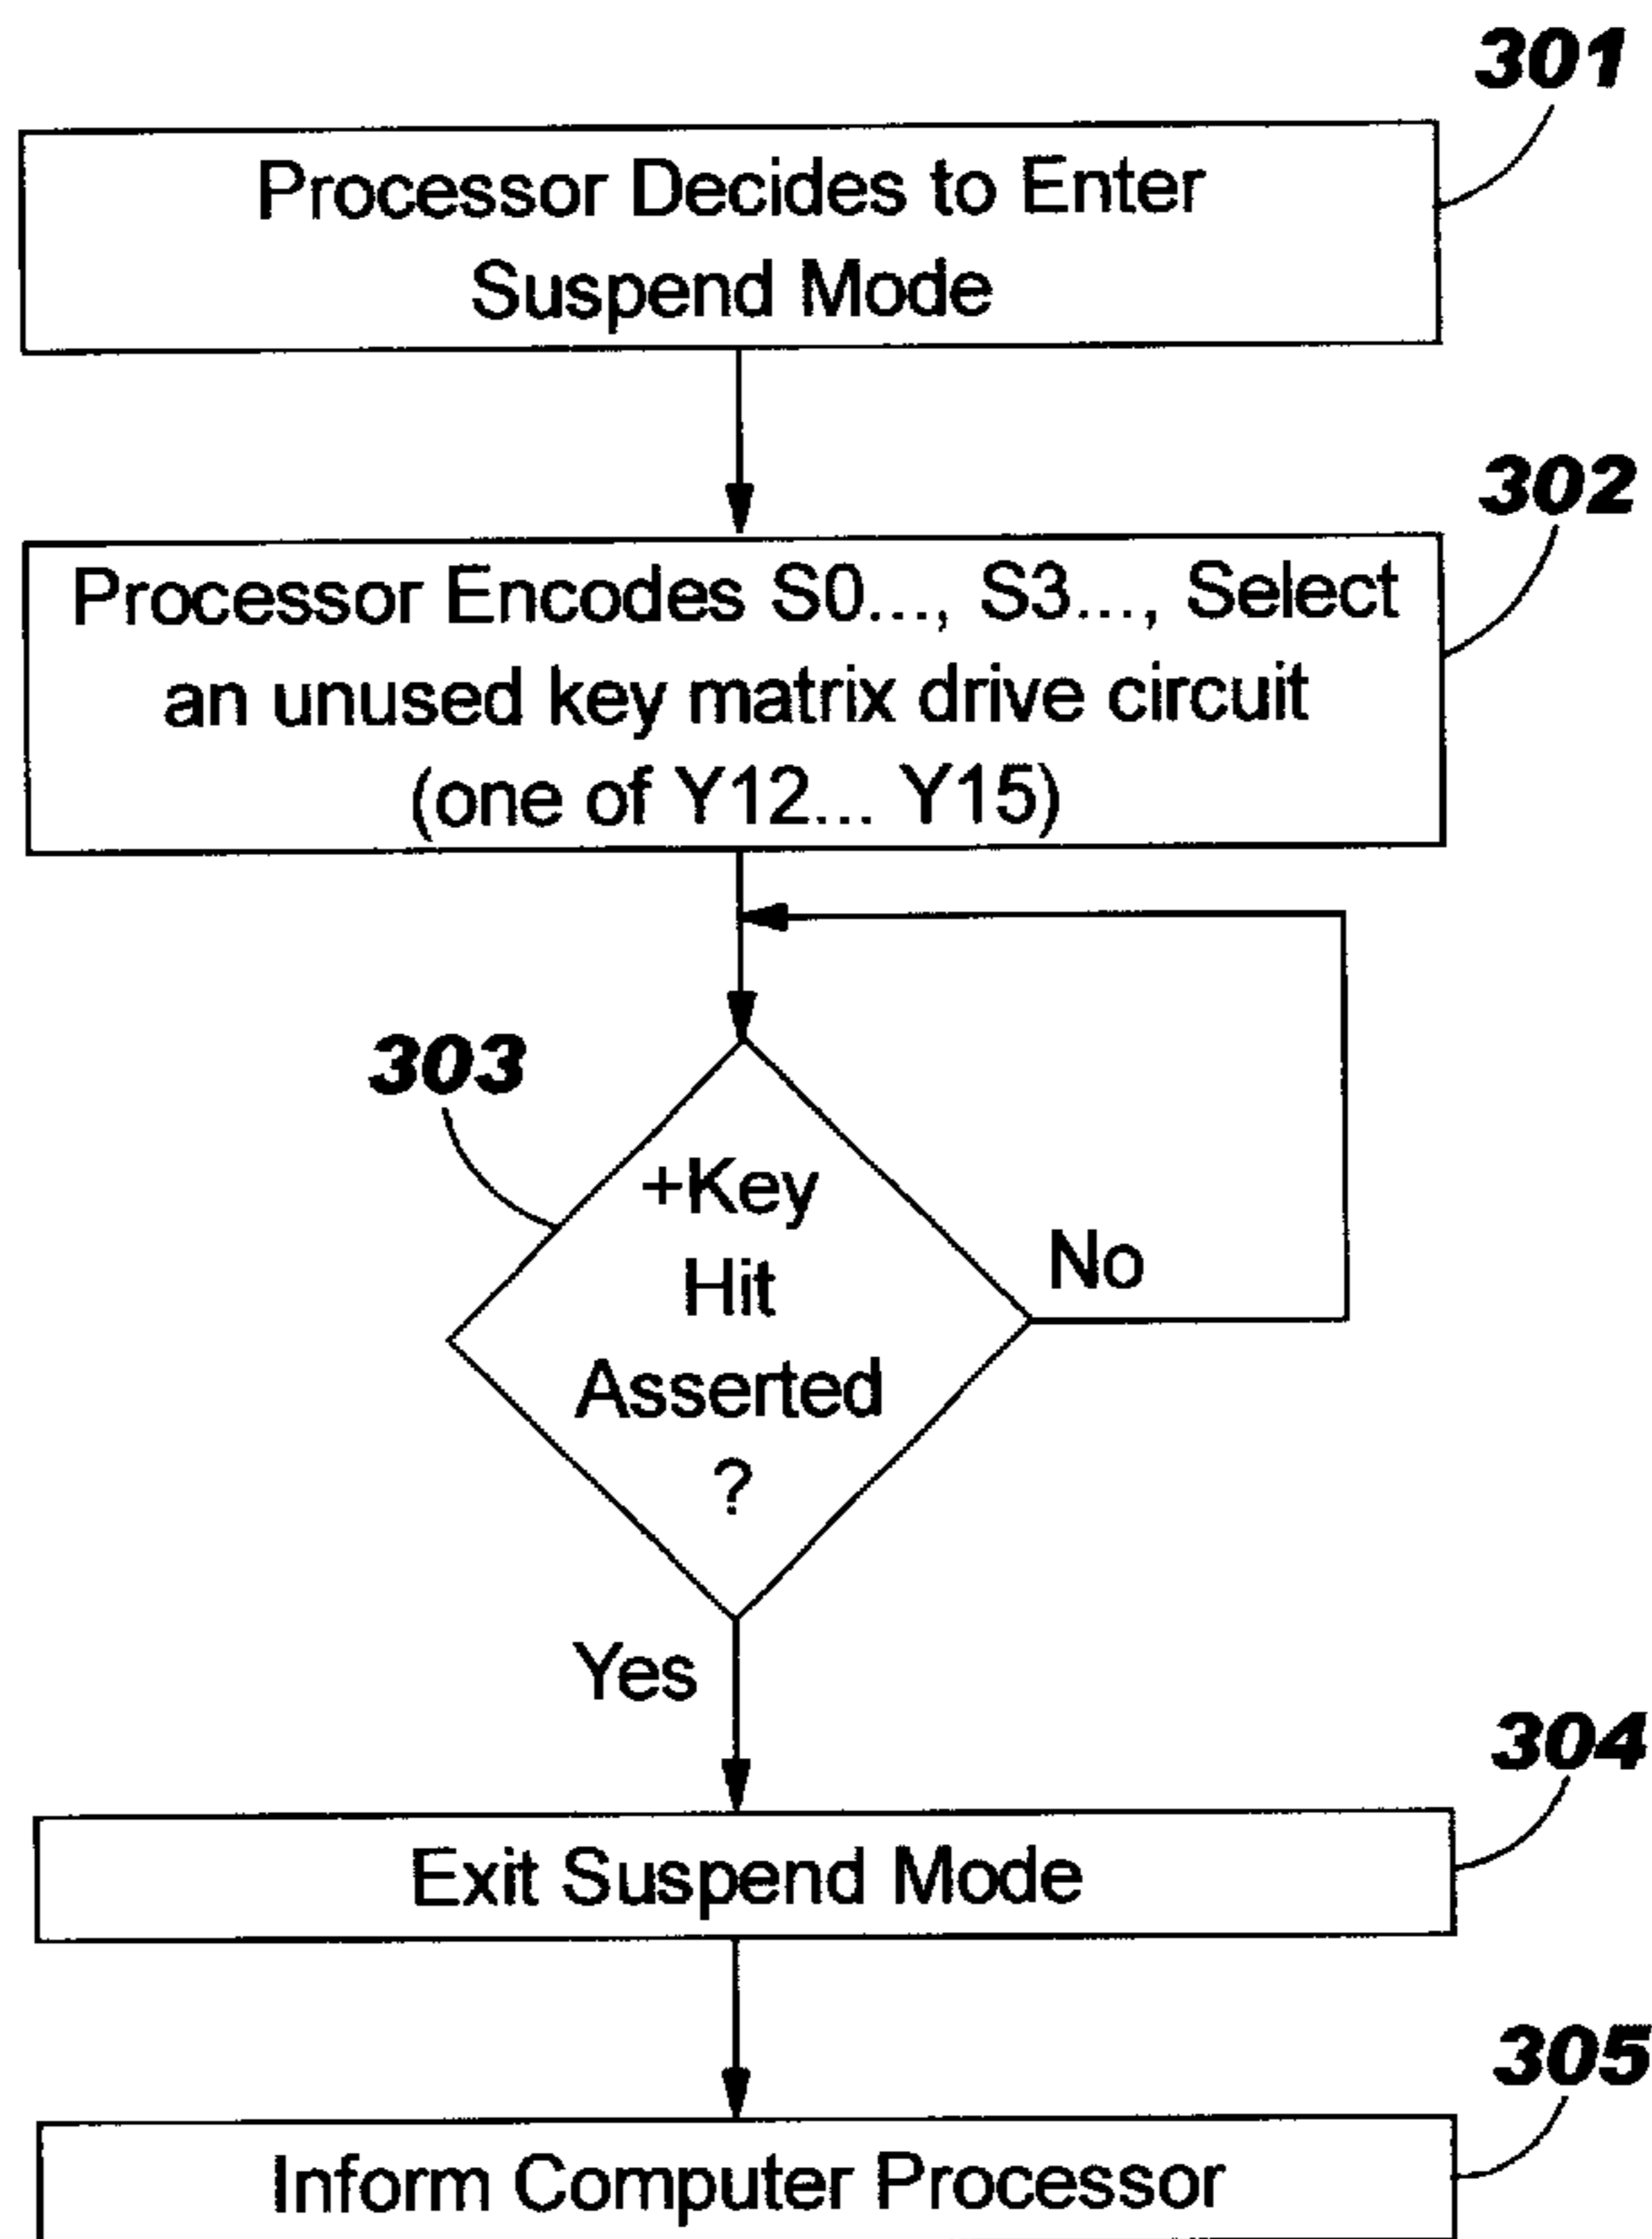 301
Processor Decides to Enter
Suspend Mode
302
Processor Encodes S0..., S3..., Select
an unused key matrix drive circuit
(one of Y12... Y15)
303
+Key
Hit
Asserted
?
No
Yes
304
Exit Suspend Mode
305
Inform Computer Processor